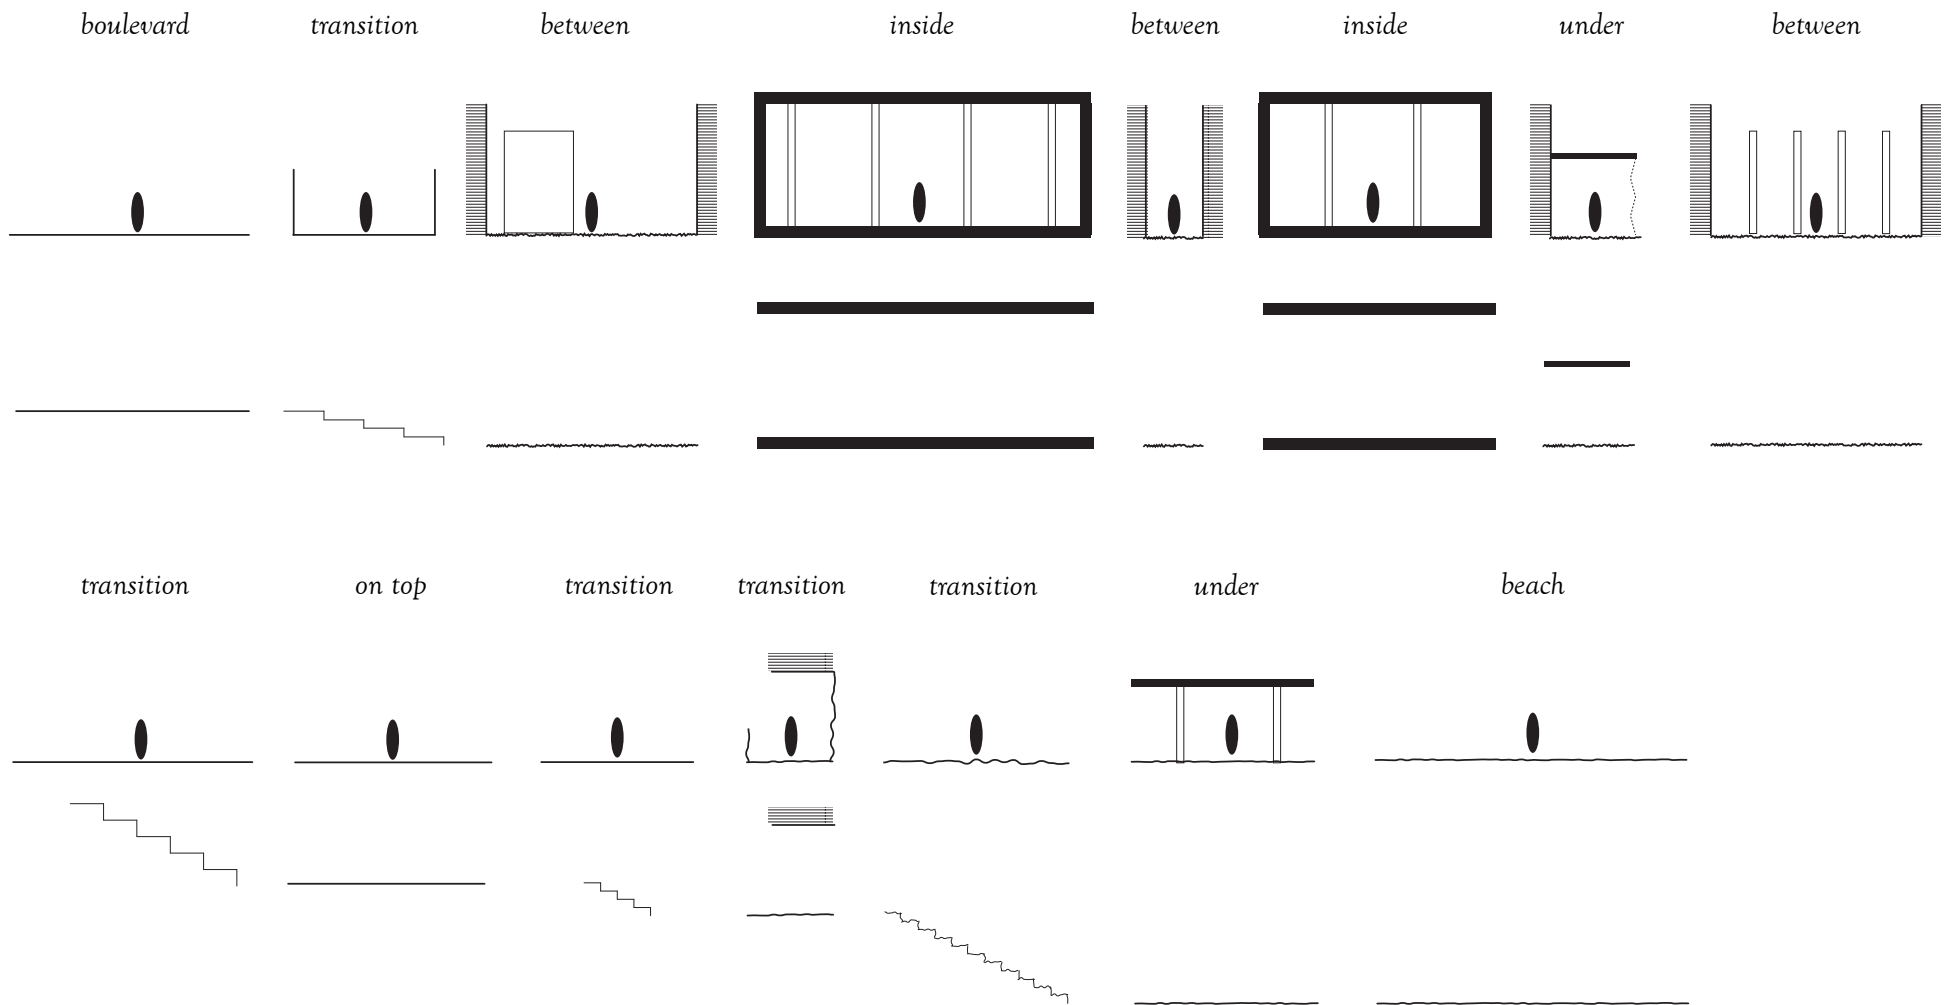 boulevard transition between inside between inside under between
transition on top transition transition transition under beach